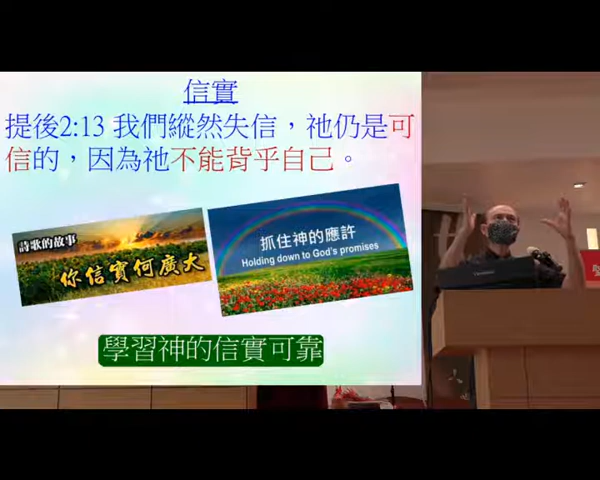 信實
提後2:13 我們縱然失信，祂仍是可
信的，因為祂不能背乎自己。
詩歌的故事
你信實何廣大
抓住神的應許
Holding down to God's promises
學習神的信實可靠